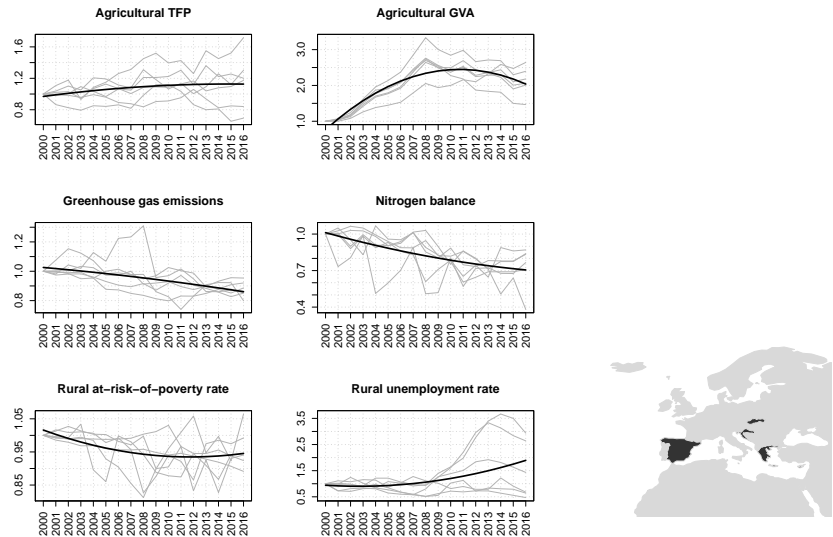 Agricultural TFP
0.8 1.0 1.2 1.6
2000 2001 2002 2003 2004 2005 2006 2007 2008 2009 2010 2011 2012 2013 2014 2015 2016
Agricultural GVA
1.0 2.0 3.0
2000 2001 2002 2003 2004 2005 2006 2007 2008 2009 2010 2011 2012 2013 2014 2015 2016
Greenhouse gas emissions
0.8 1.0 1.2
2000 2001 2002 2003 2004 2005 2006 2007 2008 2009 2010 2011 2012 2013 2014 2015 2016
Nitrogen balance
0.4 0.7 1.0
2000 2001 2002 2003 2004 2005 2006 2007 2008 2009 2010 2011 2012 2013 2014 2015 2016
Rural at−risk−of−poverty rate
0.85 0.95 1.05
2000 2001 2002 2003 2004 2005 2006 2007 2008 2009 2010 2011 2012 2013 2014 2015 2016
Rural unemployment rate
0.5 1.5 2.5 3.5
2000 2001 2002 2003 2004 2005 2006 2007 2008 2009 2010 2011 2012 2013 2014 2015 2016